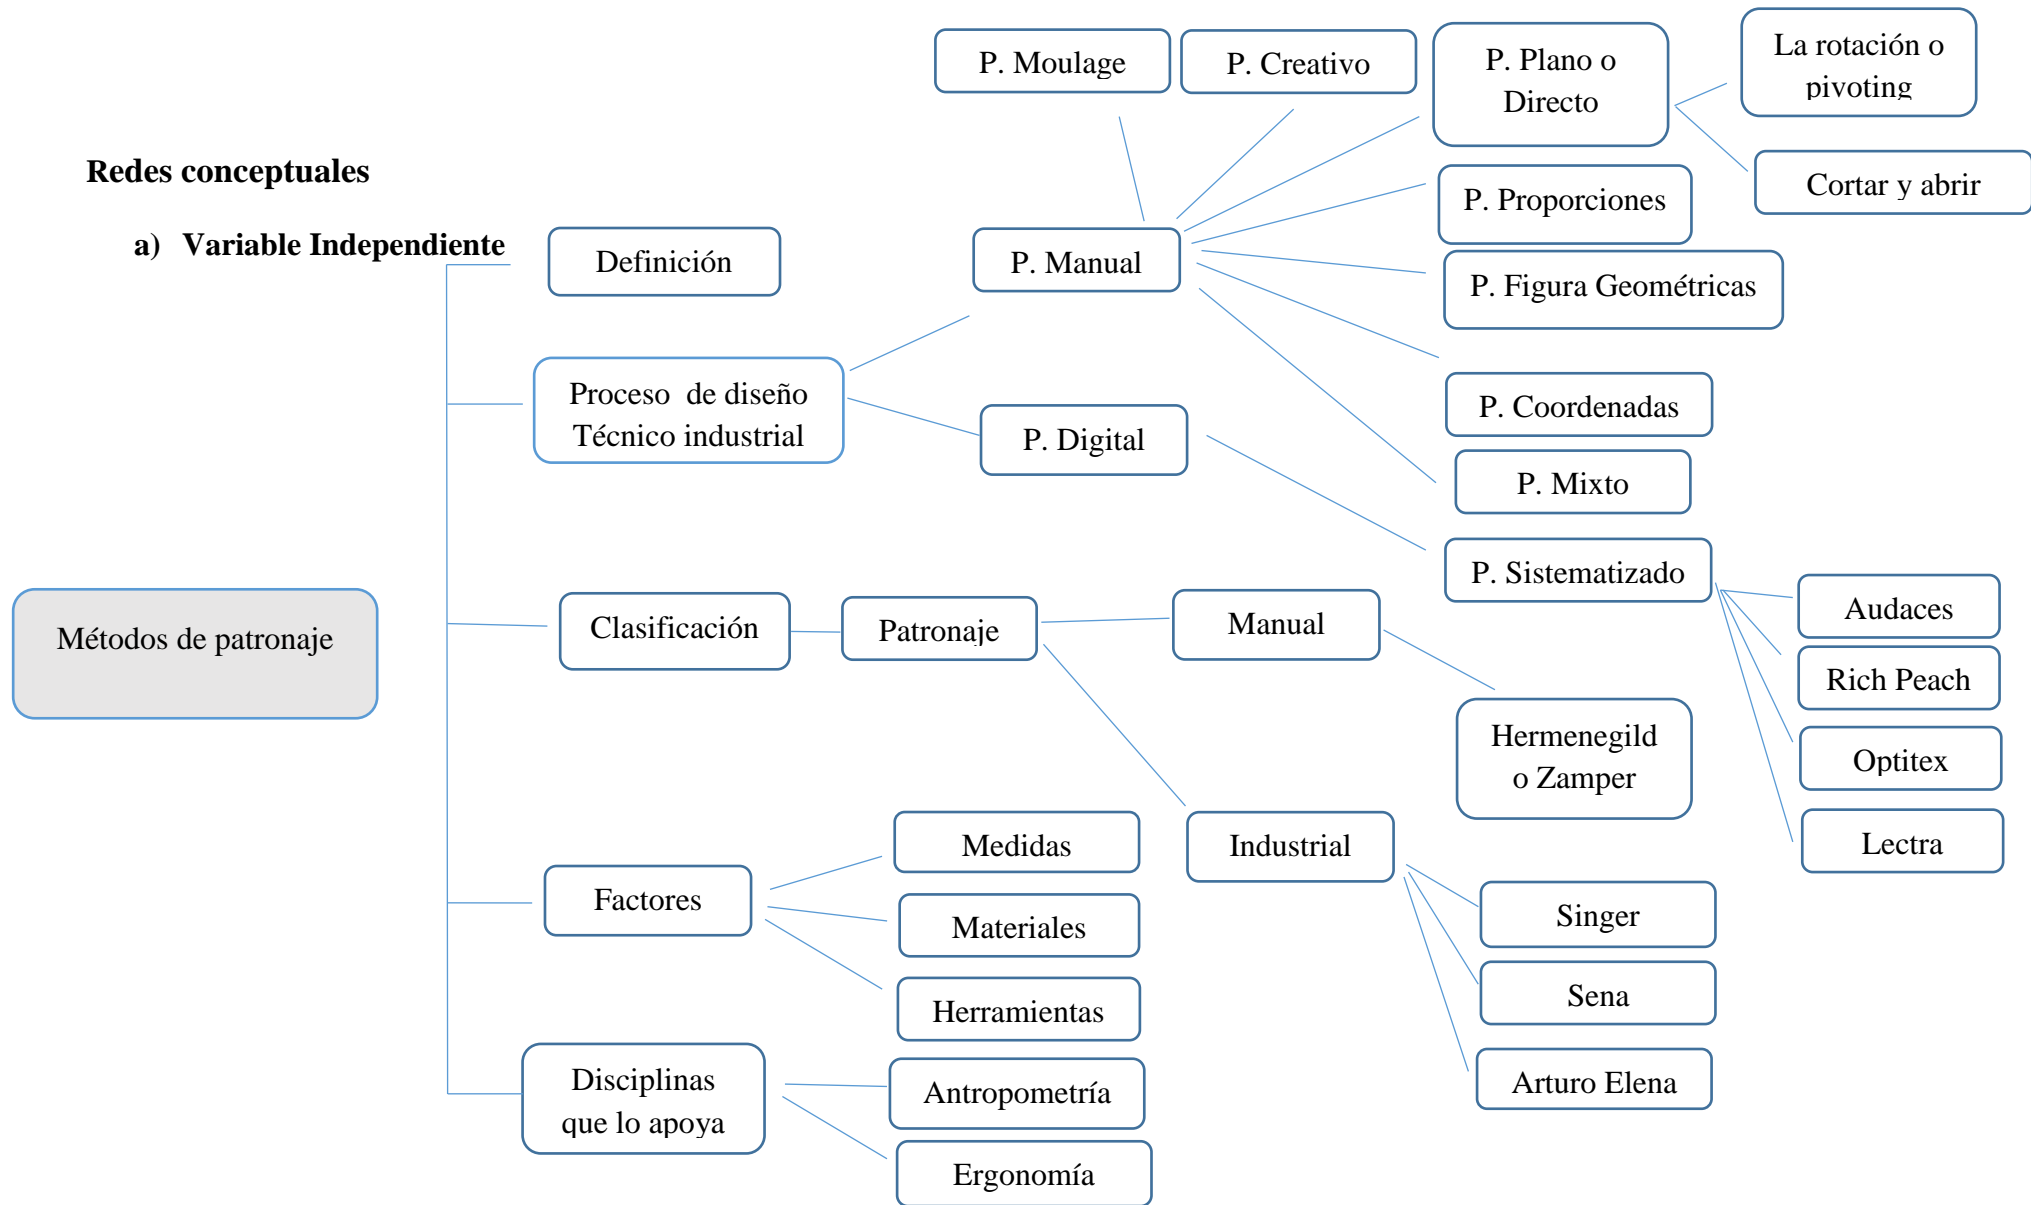 P. Moulage
P. Creativo
P. Plano o
Directo
La rotación o
pivoting
Redes conceptuales
Cortar y abrir
P. Proporciones
a) Variable Independiente
Definición
P. Manual
P. Figura Geométricas
Proceso de diseño
Técnico industrial
P. Digital
P. Coordenadas
P. Mixto
P. Sistematizado
Métodos de patronaje
Clasificación
Patronaje
Manual
Audaces
Rich Peach
Hermenegild
o Zamper
Optitex
Medidas
Industrial
Lectra
Factores
Materiales
Singer
Herramientas
Sena
Disciplinas
que lo apoya
Antropometría
Arturo Elena
Ergonomía